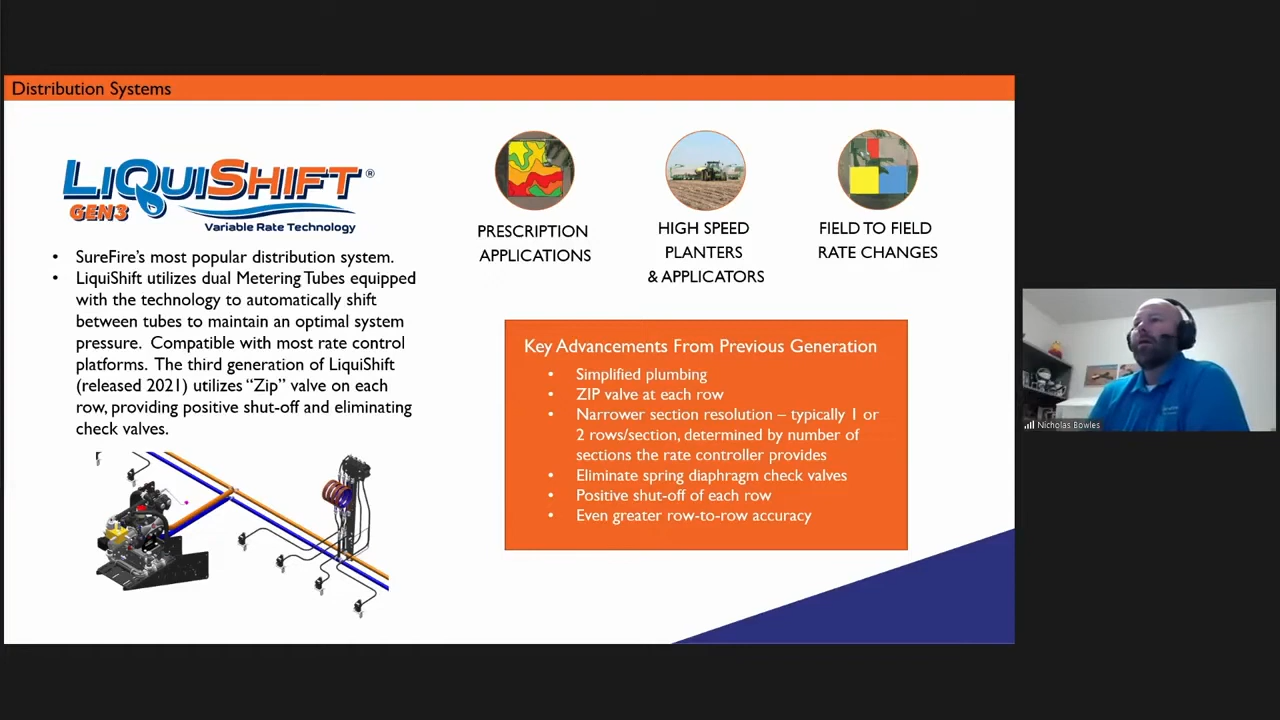 Distribution Systems
LIQUISHIFT ®
GEN3
Variable Rate Technology
• SureFire's most popular distribution system.
• LiquiShift utilizes dual Metering Tubes equipped
with the technology to automatically shift
between tubes to maintain an optimal system
pressure. Compatible with most rate control
platforms. The third generation of LiquiShift
(released 2021) utilizes “Zip” valve on each
row, providing positive shut-off and eliminating
check valves.
PRESCRIPTION
APPLICATIONS
HIGH SPEED
PLANTERS
& APPLICATORS
FIELD TO FIELD
RATE CHANGES
Key Advancements From Previous Generation
• Simplified plumbing
• ZIP valve at each row
• Narrower section resolution – typically 1 or
2 rows/section, determined by number of
sections the rate controller provides
• Eliminate spring diaphragm check valves
• Positive shut-off of each row
• Even greater row-to-row accuracy
Nicholas Bowles